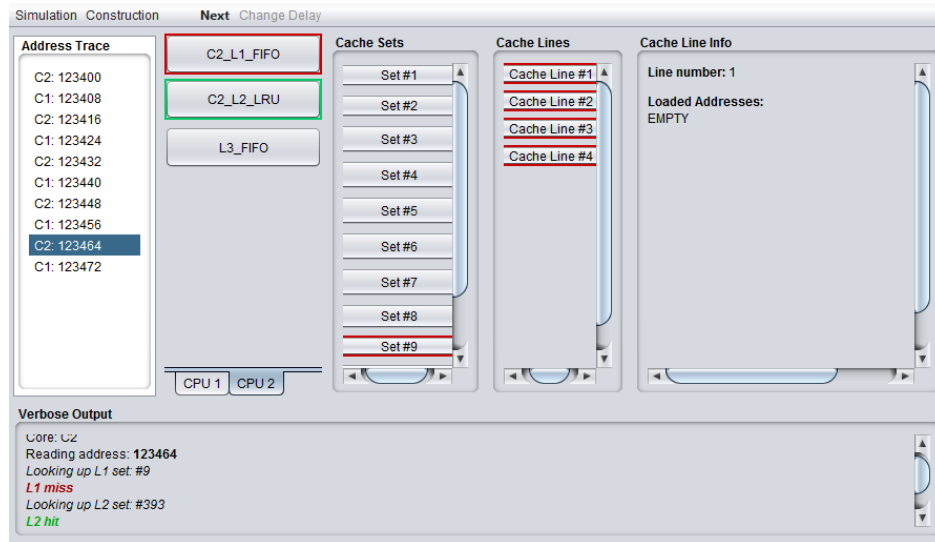 Simulation Construction Next Change Delay
Address Trace
C2: 123400
C1: 123408
C2: 123416
C1: 123424
C2: 123432
C1: 123440
C2: 123448
C1: 123456
C2: 123464
C1: 123472
C2_L1_FIFO
C2_L2_LRU
L3_FIFO
CPU 1 CPU 2
Cache Sets
Set #1
Set #2
Set #3
Set #4
Set #5
Set #6
Set #7
Set #8
Set #9
Cache Lines
Cache Line #1
Cache Line #2
Cache Line #3
Cache Line #4
Cache Line Info
Line number: 1
Loaded Addresses:
EMPTY
Verbose Output
Core: C2
Reading address: 123464
Looking up L1 set: #9
L1 miss
Looking up L2 set: #393
L2 hit